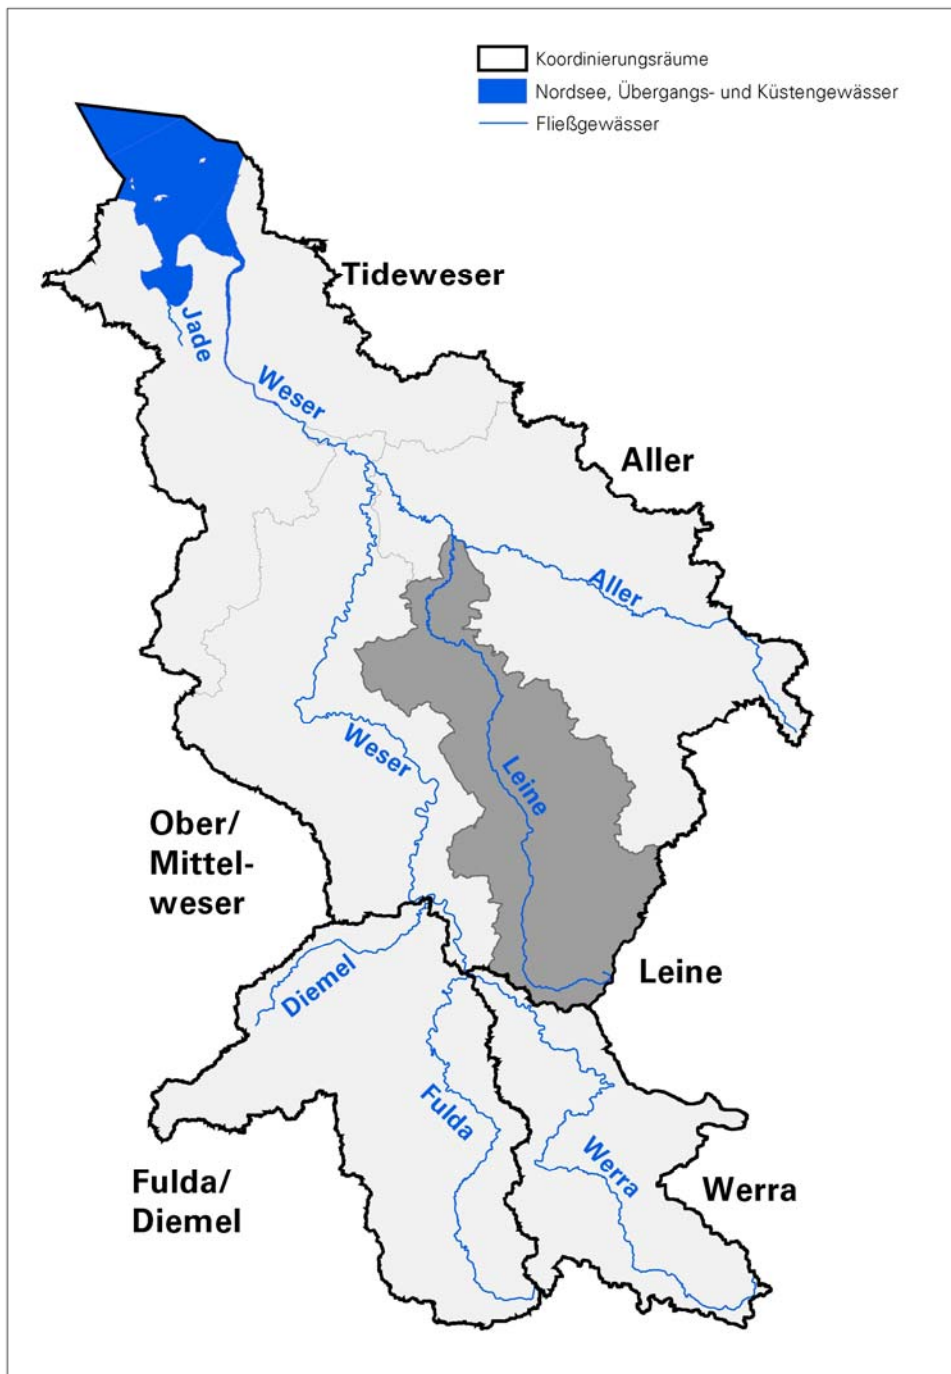 Koordinierungsräume
Nordsee, Übergangs- und Küstengewässer
Fließgewässer
Tideweser
Jade
Weser
Aller
Aller
Weser
Leine
Ober/
Mittel-
weser
Leine
Diemel
Fulda
Werra
Fulda/
Diemel
Werra